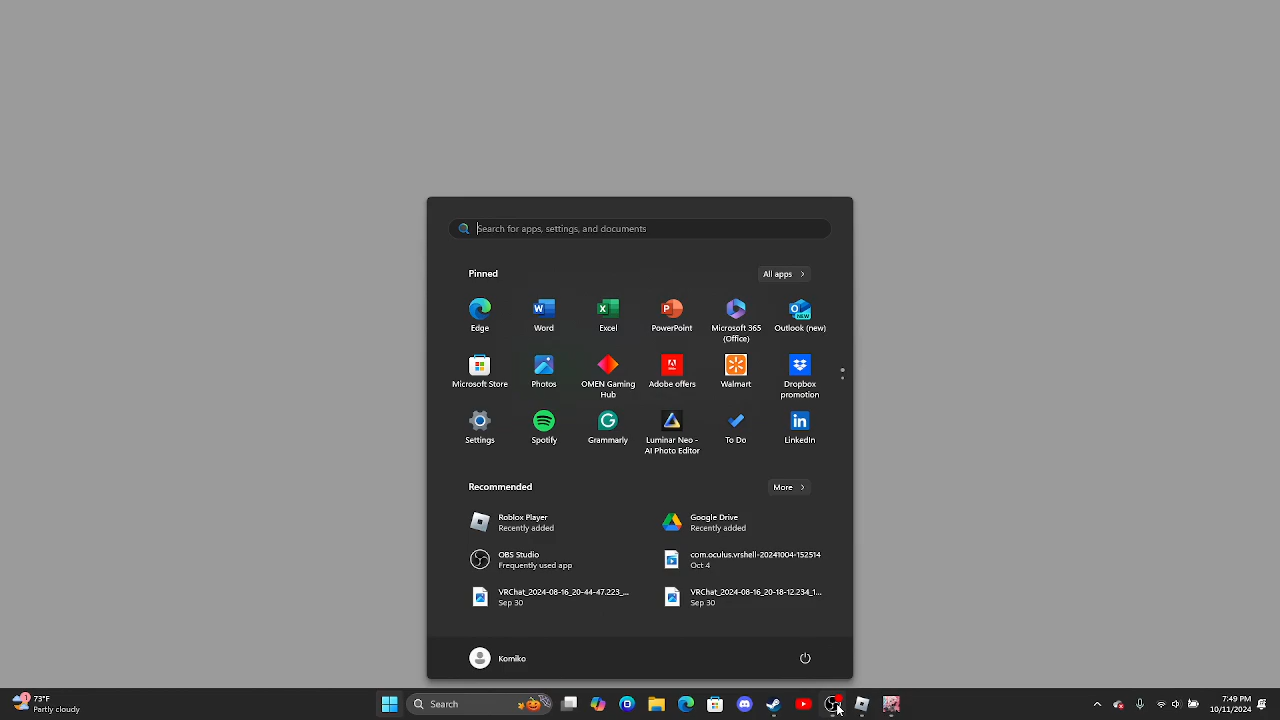 Search for apps, settings, and documents
Pinned
All apps
Edge
Word
Excel
PowerPoint
Microsoft 365
(Office)
Outlook (new)
Microsoft Store
Photos
OMEN Gaming
Hub
Adobe offers
Walmart
Dropbox
promotion
Settings
Spotify
Grammarly
Luminar Neo -
AI Photo Editor
To Do
LinkedIn
Recommended
More
Roblox Player
Recently added
Google Drive
Recently added
OBS Studio
Frequently used app
com.oculus.vrshell-20241004-152514
Oct 4
VRChat_2024-08-16_20-44-47.223_...
Sep 30
VRChat_2024-08-16_20-18-12.234_1...
Sep 30
Komiko
73°F
Partly cloudy
Search
7:49 PM
10/13/2024